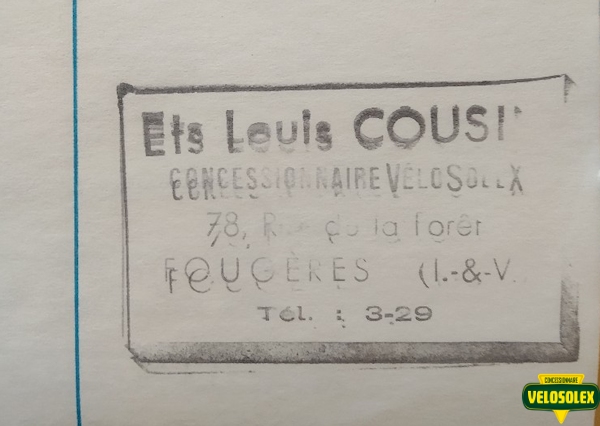 Ets Louis COUSI
CONCESSIONNAIRE VÉLOSOLEX
78, Rue de la forêt
FOUGÈRES (I.-&-V.
Tél. : 3-29
CONCESSIONNAIRE
VELOSOLEX